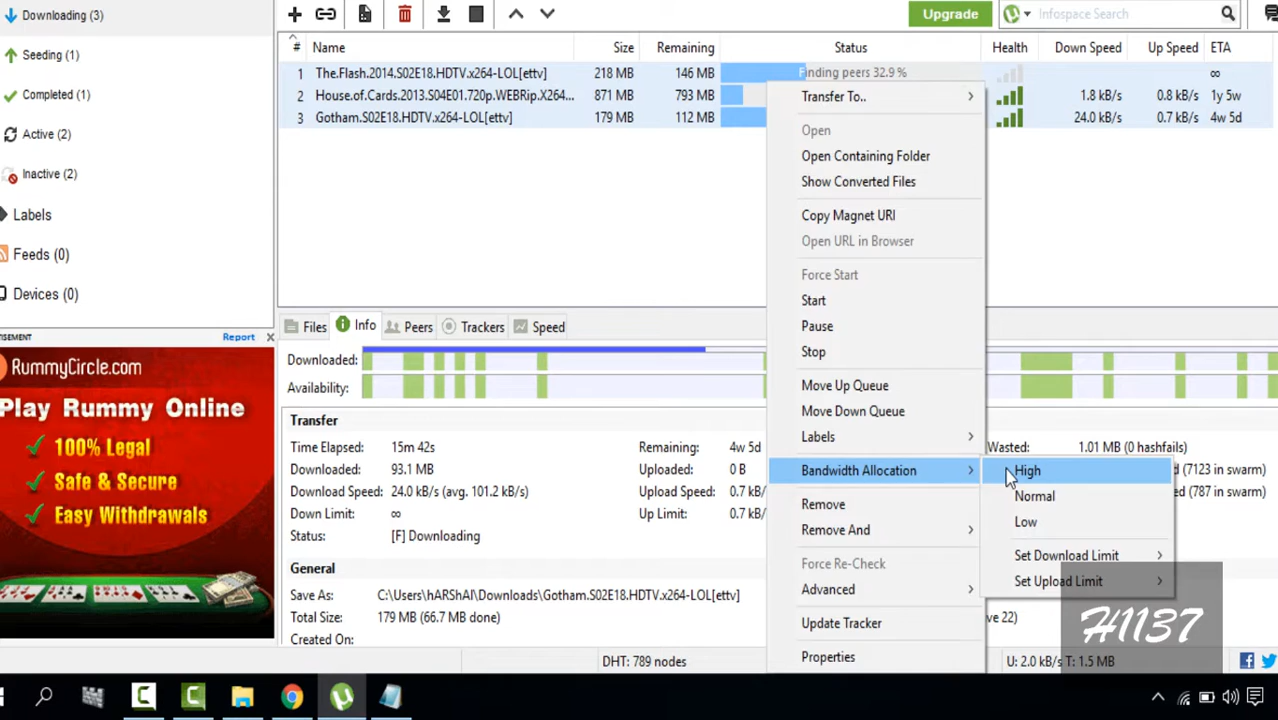 Downloading (3)
Seeding (1)
Completed (1)
Active (2)
Inactive (2)
Labels
Feeds (0)
Devices (0)
Upgrade
Infospace Search
# Name Size Remaining Status Health Down Speed Up Speed ETA
1 The.Flash.2014.S02E18.HDTV.x264-LOL[ettv] 218 MB 146 MB Finding peers 32.9 % ∞
2 House.of.Cards.2013.S04E01.720p.WEBRip.X264... 871 MB 793 MB 1.8 kB/s 0.8 kB/s 1y 5w
3 Gotham.S02E18.HDTV.x264-LOL[ettv] 179 MB 112 MB 24.0 kB/s 0.7 kB/s 4w 5d
Transfer To..
Open
Open Containing Folder
Show Converted Files
Copy Magnet URI
Open URL in Browser
Force Start
Start
Pause
Stop
Move Up Queue
Move Down Queue
Labels
Bandwidth Allocation
Remove
Remove And
Force Re-Check
Advanced
Update Tracker
Properties
High
Normal
Low
Set Download Limit
Set Upload Limit
ISEMENT Report
RummyCircle.com
Play Rummy Online
100% Legal
Safe & Secure
Easy Withdrawals
Files Info Peers Trackers Speed
Downloaded:
Availability:
Transfer
Time Elapsed: 15m 42s Remaining: 4w 5d Wasted: 1.01 MB (0 hashfails)
Downloaded: 93.1 MB Uploaded: 0 B (7123 in swarm)
Download Speed: 24.0 kB/s (avg. 101.2 kB/s) Upload Speed: 0.7 kB/s (787 in swarm)
Down Limit: ∞ Up Limit: 0.7 kB/s
Status: [F] Downloading
General
Save As: C:\Users\hARShAl\Downloads\Gotham.S02E18.HDTV.x264-LOL[ettv]
Total Size: 179 MB (66.7 MB done) ve 22)
Created On:
DHT: 789 nodes U: 2.0 kB/s T: 1.5 MB
H1137